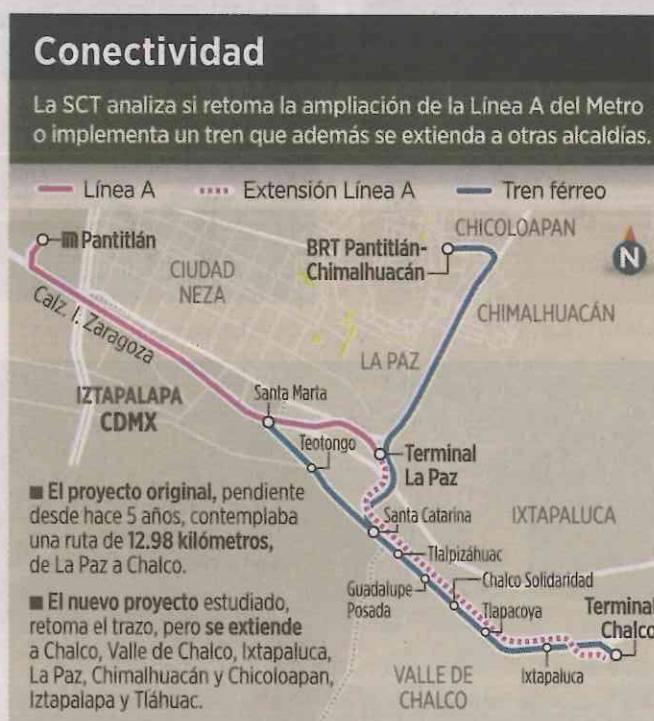 Conectividad
La SCT analiza si retoma la ampliación de la Línea A del Metro
o implementa un tren que además se extienda a otras alcaldías.
Línea A
Extensión Línea A
Tren férreo
Pantitlán
CIUDAD
NEZA
BRT Pantitlán-
Chimalhuacán
CHICOLOAPAN
N
CHIMALHUACÁN
Calz. I. Zaragoza
LA PAZ
IZTAPALAPA
CDMX
Santa Marta
Teotongo
Terminal
La Paz
■ El proyecto original, pendiente
desde hace 5 años, contemplaba
una ruta de 12.98 kilómetros,
de La Paz a Chalco.
Santa Catarina
IXTAPALUCA
Tlalpizáhuac
Guadalupe
Posada
Chalco Solidaridad
Tlapacoya
Terminal
Chalco
Ixtapaluca
■ El nuevo proyecto estudiado,
retoma el trazo, pero se extiende
a Chalco, Valle de Chalco, Ixtapaluca,
La Paz, Chimalhuacán y Chicoloapan,
Iztapalapa y Tláhuac.
VALLE DE
CHALCO